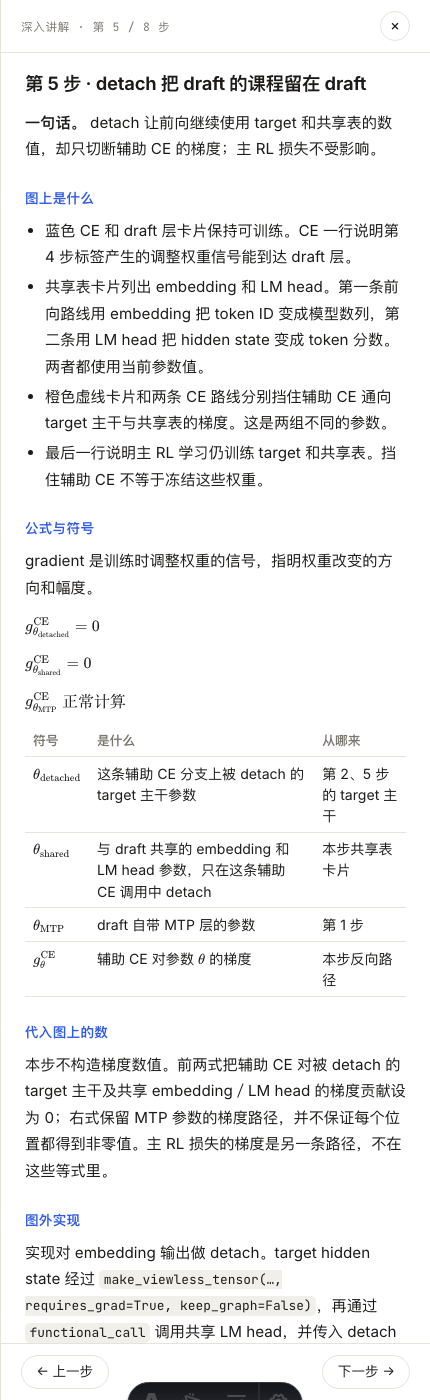 深入讲解 · 第 5 / 8 步
×
第 5 步 · detach 把 draft 的课程留在 draft
一句话。 detach 让前向继续使用 target 和共享表的数
值，却只切断辅助 CE 的梯度；主 RL 损失不受影响。
图上是什么
• 蓝色 CE 和 draft 层卡片保持可训练。CE 一行说明第
4 步标签产生的调整权重信号能到达 draft 层。
• 共享表卡片列出 embedding 和 LM head。第一条前
向路线用 embedding 把 token ID 变成模型数列，第
二条用 LM head 把 hidden state 变成 token 分数。
两者都使用当前参数值。
• 橙色虚线卡片和两条 CE 路线分别挡住辅助 CE 通向
target 主干与共享表的梯度。这是两组不同的参数。
• 最后一行说明主 RL 学习仍训练 target 和共享表。挡
住辅助 CE 不等于冻结这些权重。
公式与符号
gradient 是训练时调整权重的信号，指明权重改变的方
向和幅度。
g^CE_θdetached = 0
g^CE_θshared = 0
g^CE_θMTP 正常计算
符号 是什么 从哪来
θdetached 这条辅助 CE 分支上被 detach 的 第 2、5 步
target 主干参数 的 target 主
干
θshared 与 draft 共享的 embedding 和 本步共享表
LM head 参数，只在这条辅助 卡片
CE 调用中 detach
θMTP draft 自带 MTP 层的参数 第 1 步
g^CE_θ 辅助 CE 对参数 θ 的梯度 本步反向路
径
代入图上的数
本步不构造梯度数值。前两式把辅助 CE 对被 detach 的
target 主干及共享 embedding / LM head 的梯度贡献设
为 0；右式保留 MTP 参数的梯度路径，并不保证每个位
置都得到非零值。主 RL 损失的梯度是另一条路径，不在
这些等式里。
图外实现
实现对 embedding 输出做 detach。target hidden
state 经过 make_viewless_tensor(…,
requires_grad=True, keep_graph=False)，再通过
functional_call 调用共享 LM head，并传入 detach
← 上一步
下一步 →